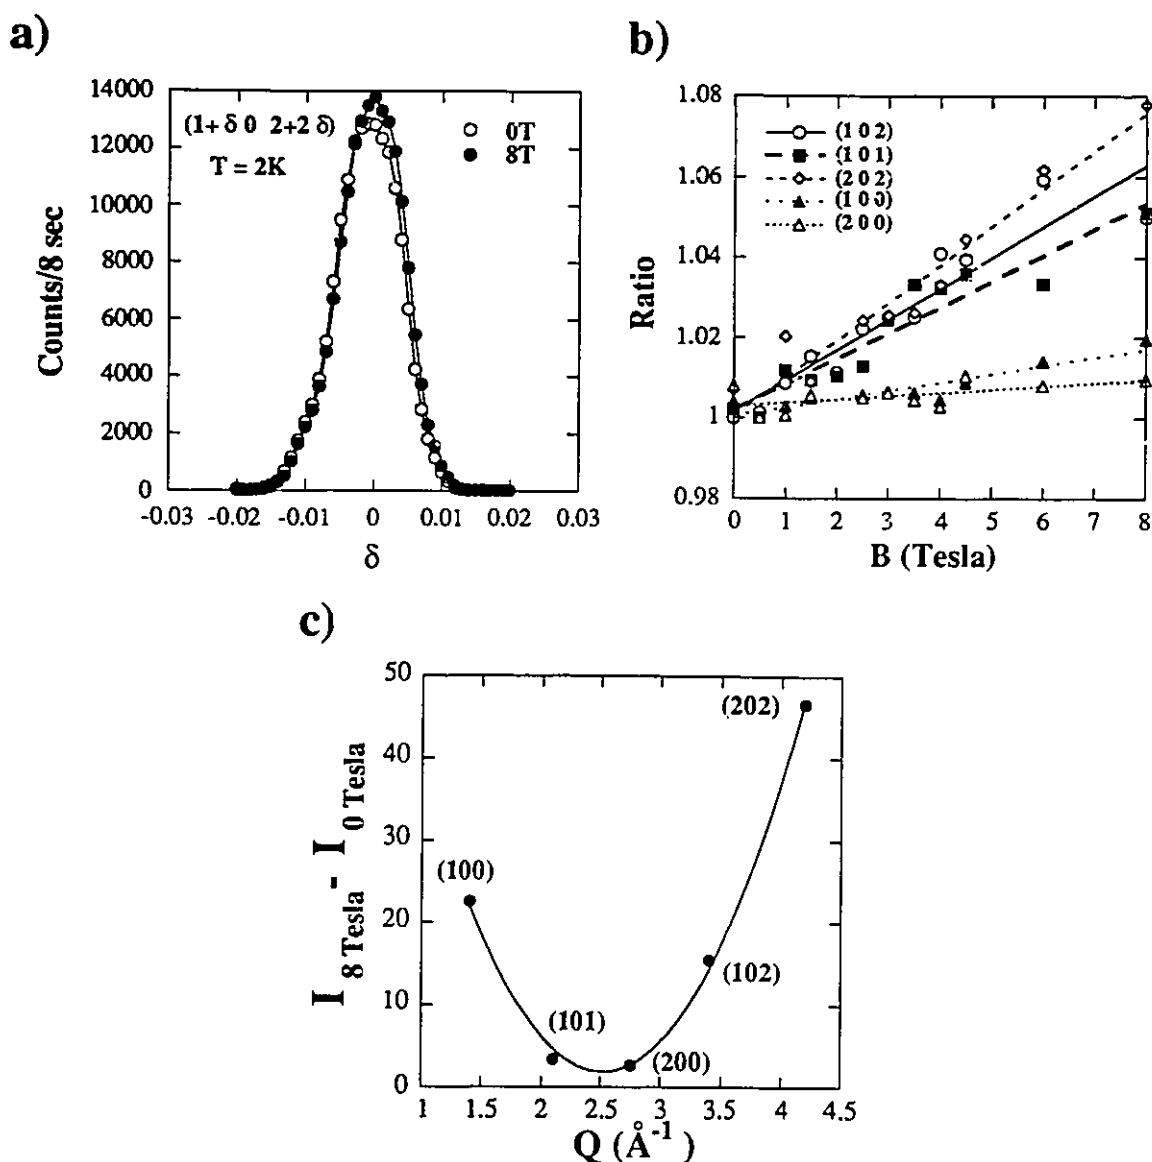 a)
14000
12000
10000
8000
6000
4000
2000
0
Counts/8 sec
(1+ δ 0 2+2 δ)
T = 2K
0T
8T
-0.03 -0.02 -0.01 0 0.01 0.02 0.03
δ
b)
1.08
1.06
1.04
1.02
1
0.98
Ratio
(1 0 2)
(1 0 1)
(2 0 2)
(1 0 0)
(2 0 0)
0 1 2 3 4 5 6 7 8
B (Tesla)
c)
50
40
30
20
10
0
I 8 Tesla - I 0 Tesla
(100)
(101)
(200)
(102)
(202)
1 1.5 2 2.5 3 3.5 4 4.5
Q (Å-1)